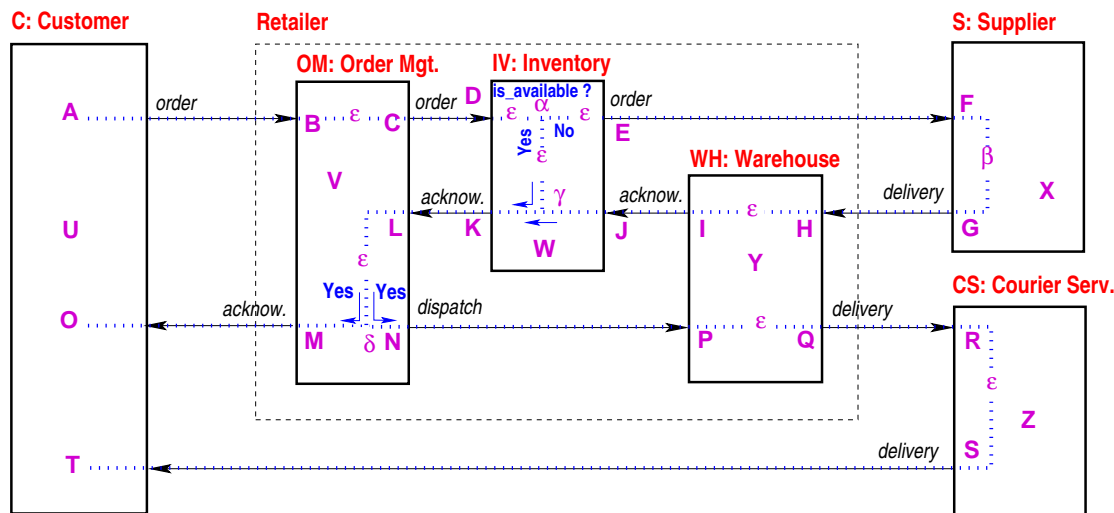 C: Customer
Retailer
S: Supplier
OM: Order Mgt.
IV: Inventory
D
is_available ?
A
order
B
ε
C
order
ε
α
ε
order
F
Yes
No
E
ε
β
WH: Warehouse
V
acknow.
γ
acknow.
delivery
X
U
L
K
W
J
I
ε
H
G
ε
Y
CS: Courier Serv.
Yes
Yes
O
acknow.
dispatch
delivery
M
δ
N
P
ε
Q
R
ε
Z
T
delivery
S